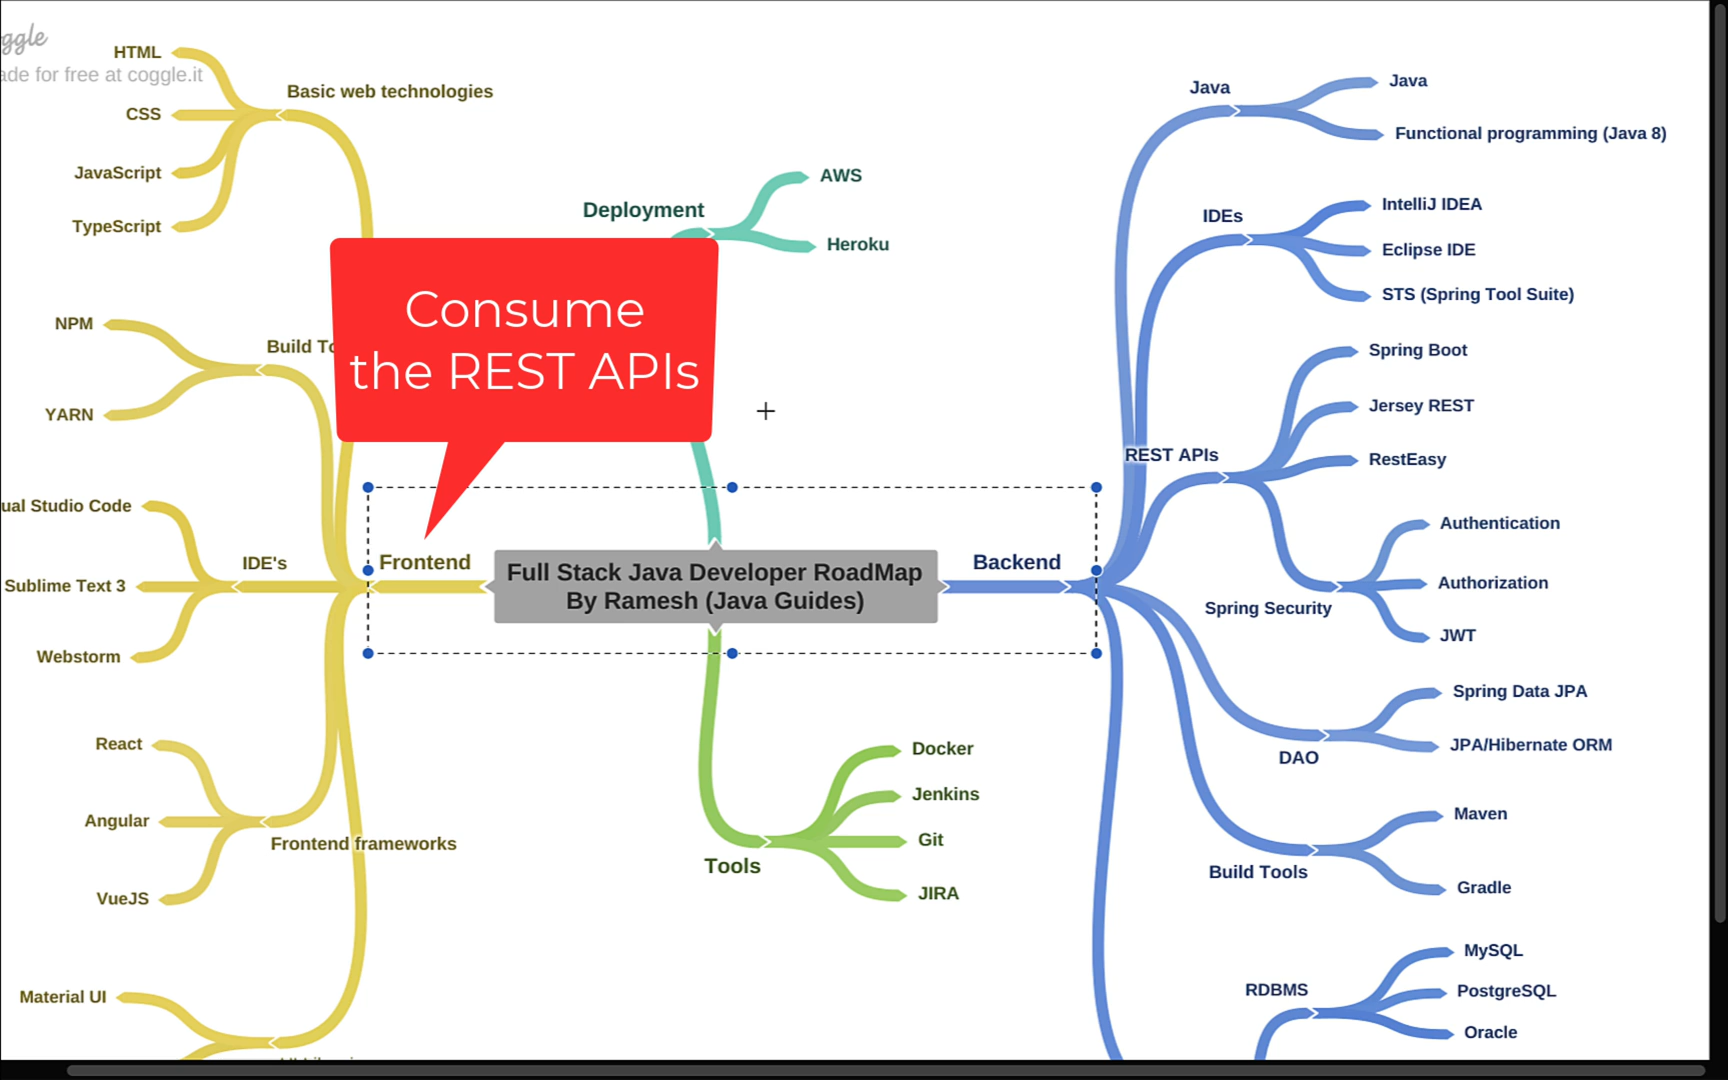 ggle
ade for free at coggle.it
HTML
CSS
JavaScript
TypeScript
Basic web technologies
NPM
YARN
Build To
ual Studio Code
Sublime Text 3
Webstorm
IDE's
React
Angular
VueJS
Frontend frameworks
Material UI
Deployment
AWS
Heroku
Consume
the REST APIs
Frontend
Full Stack Java Developer RoadMap
By Ramesh (Java Guides)
Backend
Tools
Docker
Jenkins
Git
JIRA
Java
Java
Functional programming (Java 8)
IDEs
IntelliJ IDEA
Eclipse IDE
STS (Spring Tool Suite)
REST APIs
Spring Boot
Jersey REST
RestEasy
Spring Security
Authentication
Authorization
JWT
DAO
Spring Data JPA
JPA/Hibernate ORM
Build Tools
Maven
Gradle
RDBMS
MySQL
PostgreSQL
Oracle